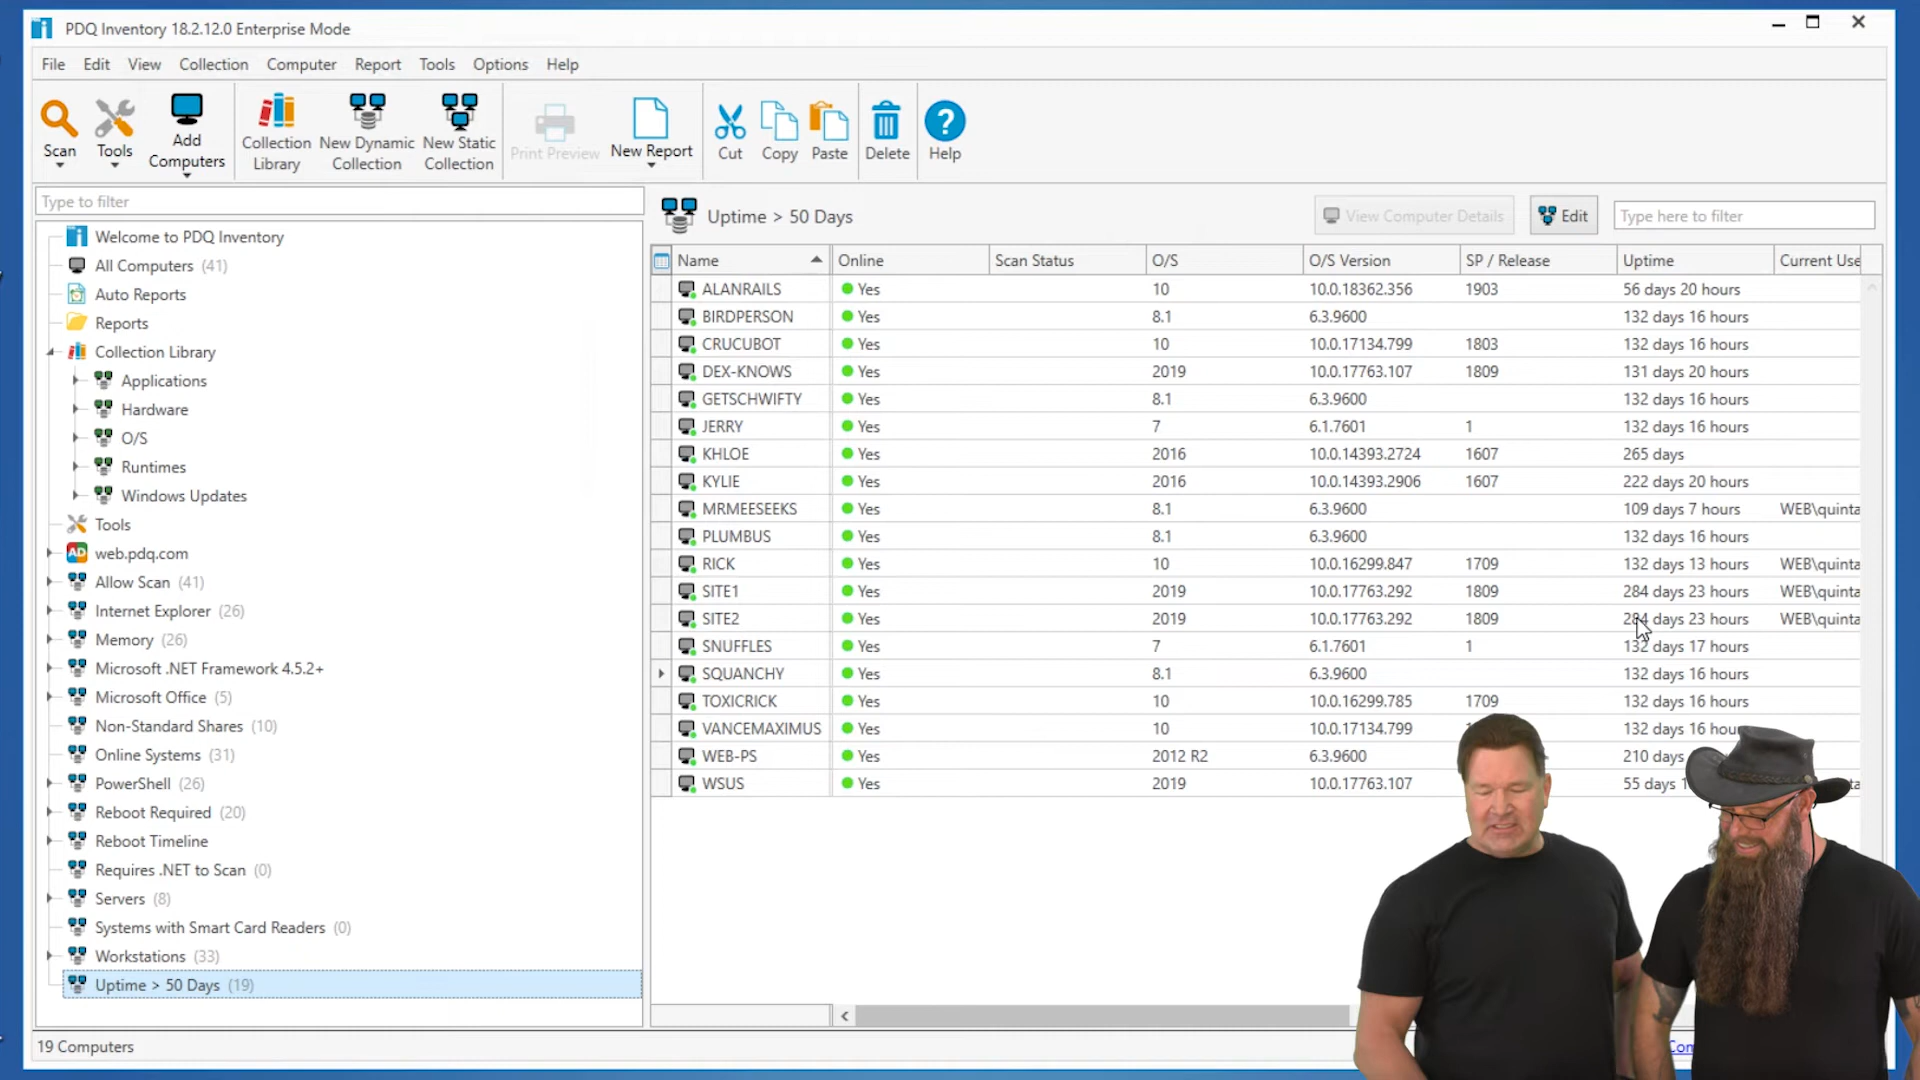 PDQ Inventory 18.2.12.0 Enterprise Mode
File Edit View Collection Computer Report Tools Options Help
Scan Tools Add Computers Collection Library New Dynamic Collection New Static Collection Print Preview New Report Cut Copy Paste Delete Help
Type to filter
Uptime > 50 Days View Computer Details Edit Type here to filter
Welcome to PDQ Inventory
All Computers (41)
Auto Reports
Reports
Collection Library
Applications
Hardware
O/S
Runtimes
Windows Updates
Tools
AD web.pdq.com
Allow Scan (41)
Internet Explorer (26)
Memory (26)
Microsoft .NET Framework 4.5.2+
Microsoft Office (5)
Non-Standard Shares (10)
Online Systems (31)
PowerShell (26)
Reboot Required (20)
Reboot Timeline
Requires .NET to Scan (0)
Servers (8)
Systems with Smart Card Readers (0)
Workstations (33)
Uptime > 50 Days (19)
Name Online Scan Status O/S O/S Version SP / Release Uptime Current Use
ALANRAILS Yes 10 10.0.18362.356 1903 56 days 20 hours
BIRDPERSON Yes 8.1 6.3.9600 132 days 16 hours
CRUCUBOT Yes 10 10.0.17134.799 1803 132 days 16 hours
DEX-KNOWS Yes 2019 10.0.17763.107 1809 131 days 20 hours
GETSCHWIFTY Yes 8.1 6.3.9600 132 days 16 hours
JERRY Yes 7 6.1.7601 1 132 days 16 hours
KHLOE Yes 2016 10.0.14393.2724 1607 265 days
KYLIE Yes 2016 10.0.14393.2906 1607 222 days 20 hours
MRMEESEEKS Yes 8.1 6.3.9600 109 days 7 hours WEB\quinta
PLUMBUS Yes 8.1 6.3.9600 132 days 16 hours
RICK Yes 10 10.0.16299.847 1709 132 days 13 hours WEB\quinta
SITE1 Yes 2019 10.0.17763.292 1809 284 days 23 hours WEB\quinta
SITE2 Yes 2019 10.0.17763.292 1809 284 days 23 hours WEB\quinta
SNUFFLES Yes 7 6.1.7601 1 132 days 17 hours
SQUANCHY Yes 8.1 6.3.9600 132 days 16 hours
TOXICRICK Yes 10 10.0.16299.785 1709 132 days 16 hours
VANCEMAXIMUS Yes 10 10.0.17134.799 132 days 16 hours
WEB-PS Yes 2012 R2 6.3.9600 210 days
WSUS Yes 2019 10.0.17763.107 55 days
19 Computers